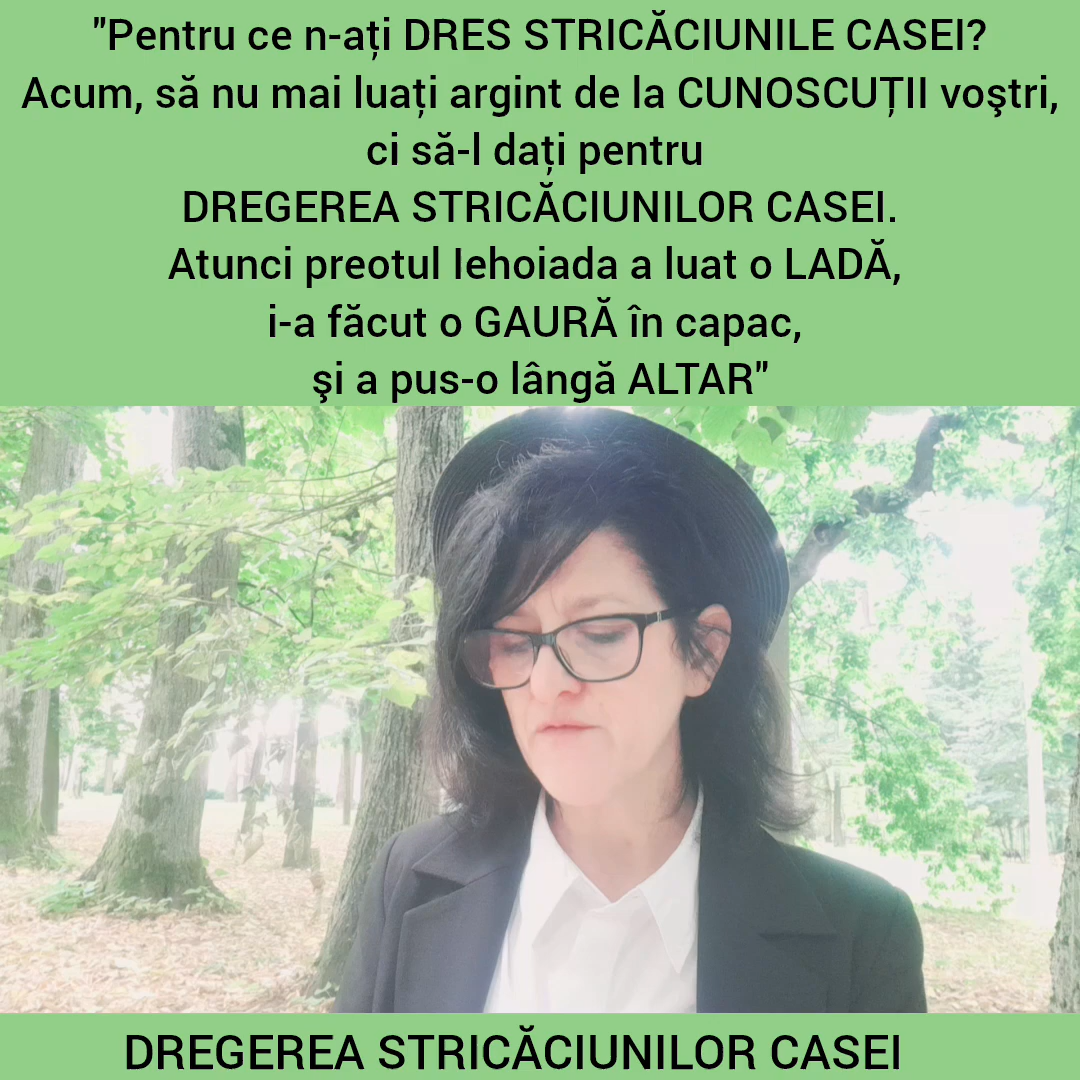 "Pentru ce n-ați DRES STRICĂCIUNILE CASEI?
Acum, să nu mai luați argint de la CUNOSCUȚII voştri,
ci să-l dați pentru
DREGEREA STRICĂCIUNILOR CASEI.
Atunci preotul Iehoiada a luat o LADĂ,
i-a făcut o GAURĂ în capac,
şi a pus-o lângă ALTAR"
DREGEREA STRICĂCIUNILOR CASEI